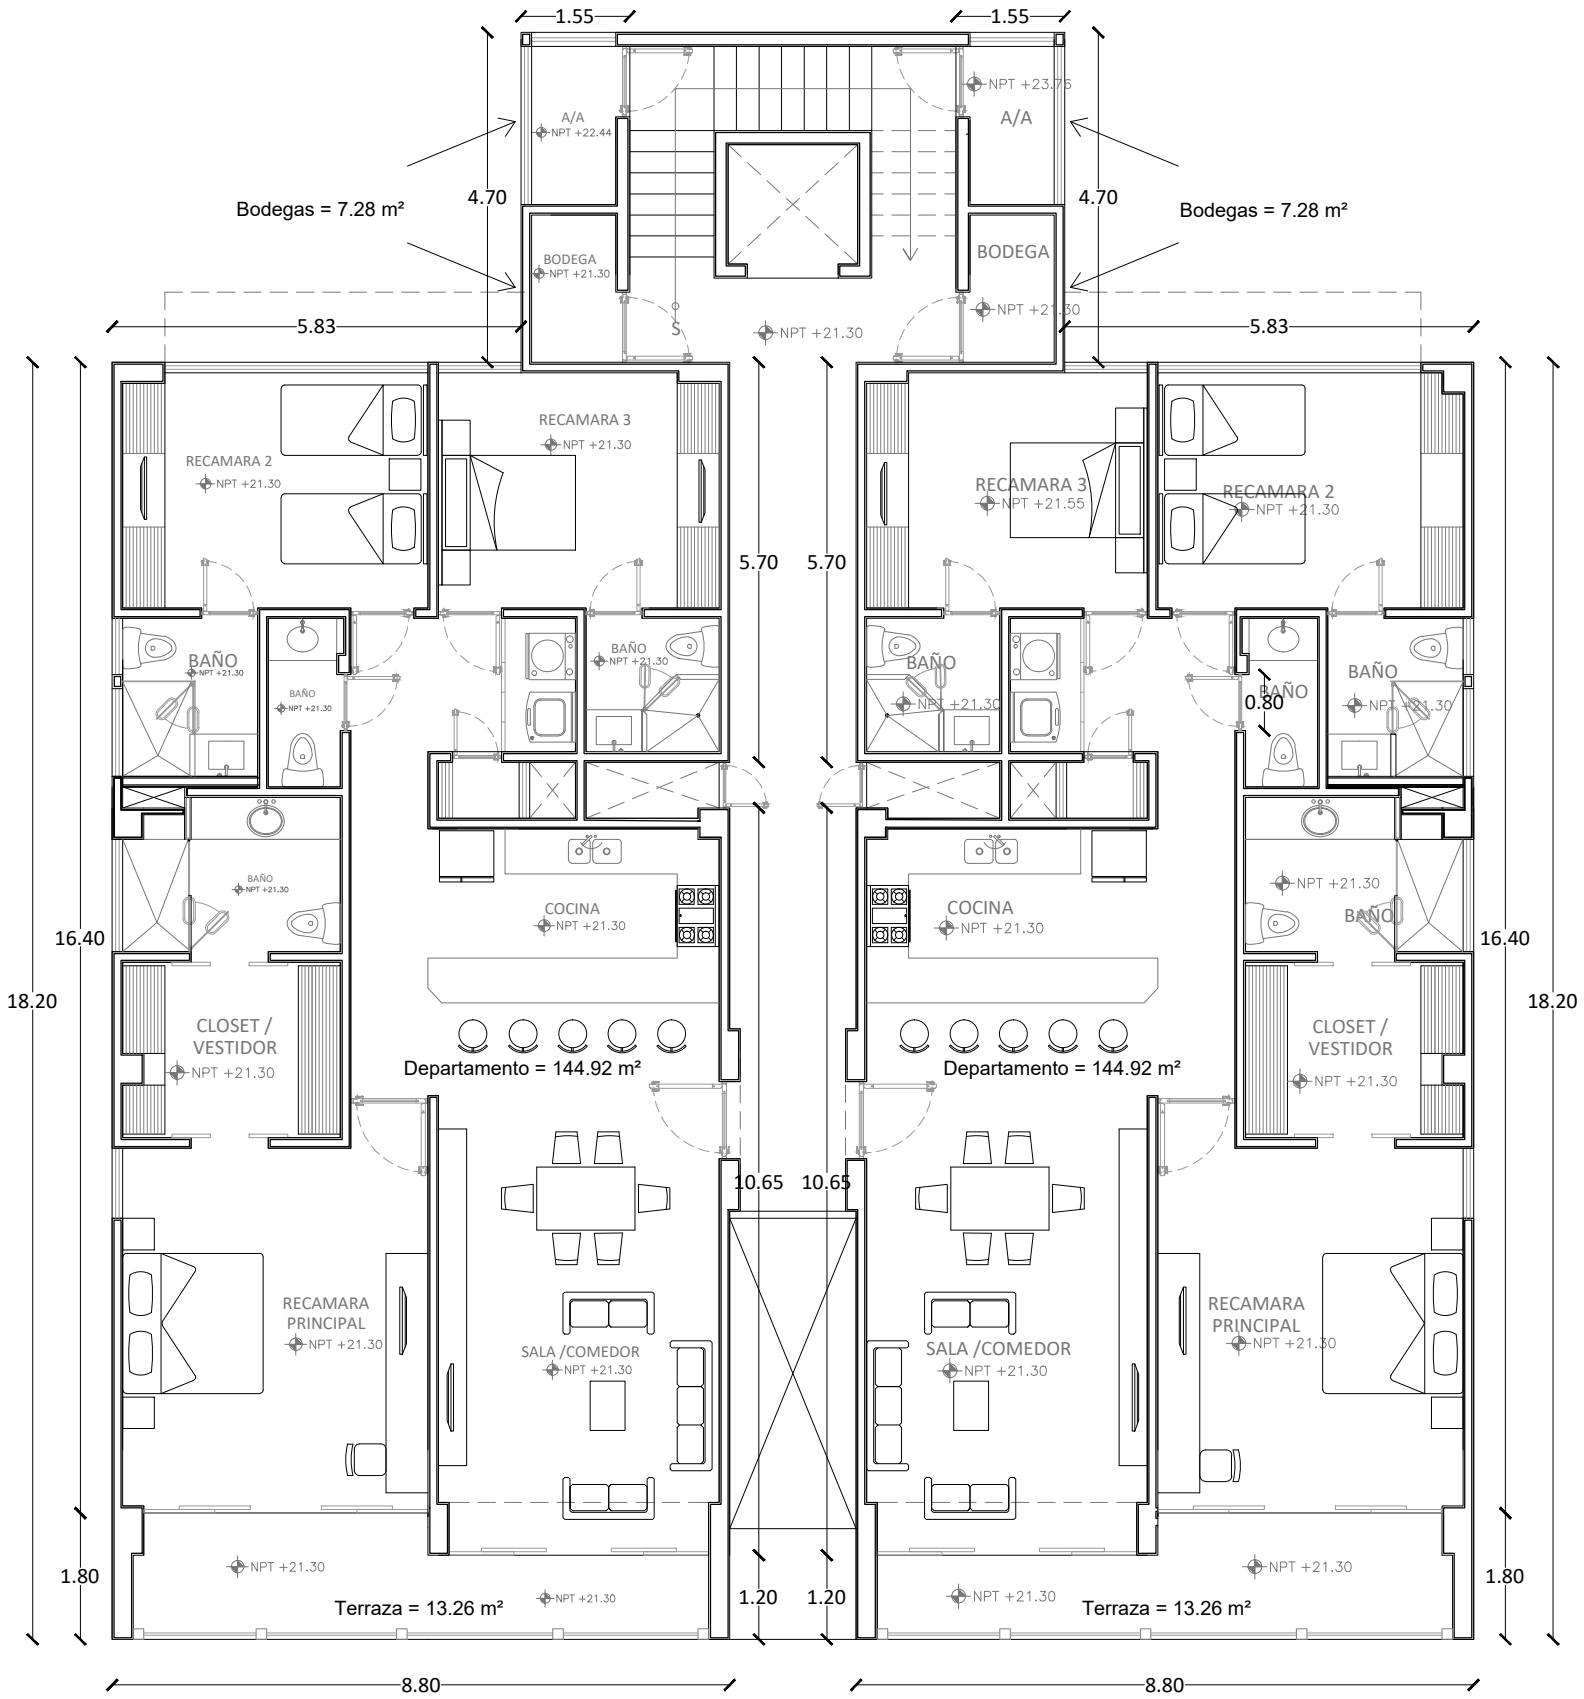 1.55
1.55
NPT +23.76
A/A
A/A
NPT +22.44
4.70
4.70
Bodegas = 7.28 m²
Bodegas = 7.28 m²
BODEGA
BODEGA
NPT +21.30
NPT +21.30
S
NPT +21.30
5.83
5.83
RECAMARA 3
NPT +21.30
RECAMARA 2
NPT +21.30
RECAMARA 3
NPT +21.55
RECAMARA 2
NPT +21.30
5.70
5.70
BAÑO
NPT +21.30
BAÑO
NPT +21.30
BAÑO
NPT +21.30
BAÑO
NPT +21.30
BAÑO
0.80
BAÑO
NPT +21.30
BAÑO
NPT +21.30
NPT +21.30
BAÑO
COCINA
NPT +21.30
COCINA
NPT +21.30
16.40
16.40
18.20
18.20
CLOSET /
VESTIDOR
NPT +21.30
CLOSET /
VESTIDOR
NPT +21.30
Departamento = 144.92 m²
Departamento = 144.92 m²
10.65
10.65
RECAMARA
PRINCIPAL
NPT +21.30
SALA /COMEDOR
NPT +21.30
SALA /COMEDOR
NPT +21.30
RECAMARA
PRINCIPAL
NPT +21.30
1.80
NPT +21.30
NPT +21.30
1.20
1.20
NPT +21.30
NPT +21.30
1.80
Terraza = 13.26 m²
Terraza = 13.26 m²
8.80
8.80